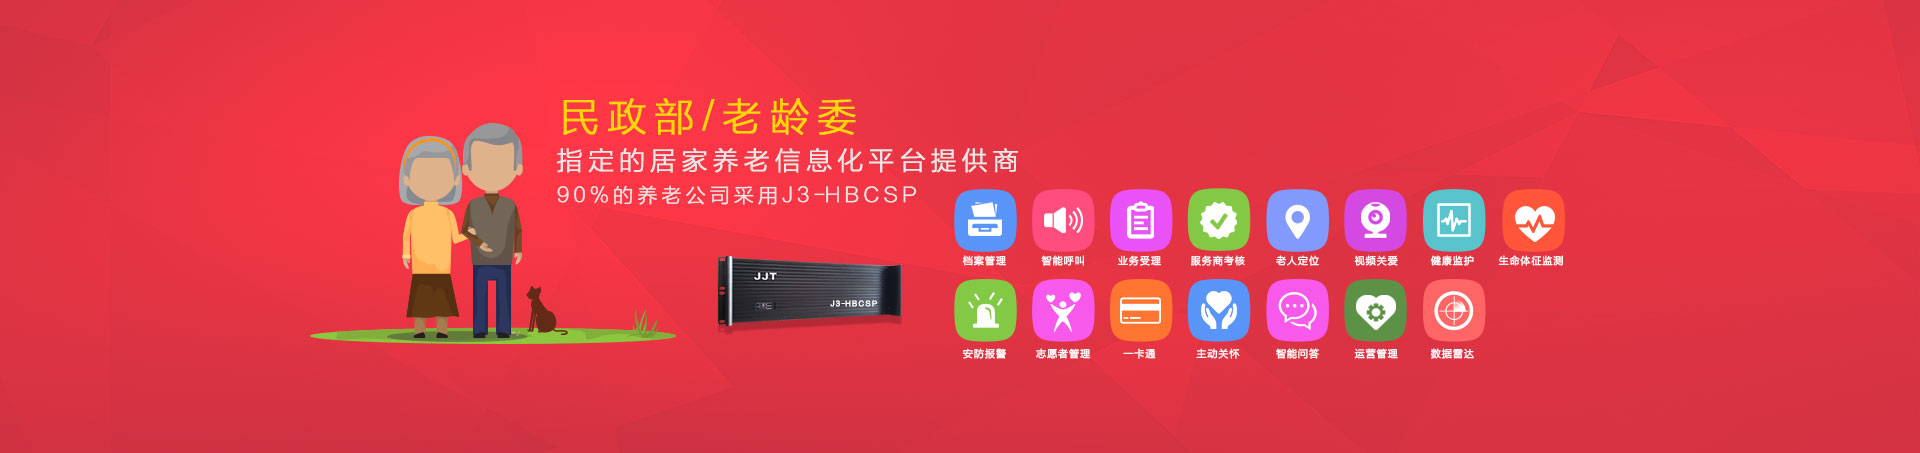 民政部/老龄委
指定的居家养老信息化平台提供商
90%的养老公司采用J3-HBCSP
JJT
J3-HBCSP
档案管理 智能呼叫 业务受理 服务商考核 老人定位 视频关爱 健康监护 生命体征监测
安防报警 志愿者管理 一卡通 主动关怀 智能问答 运营管理 数据雷达